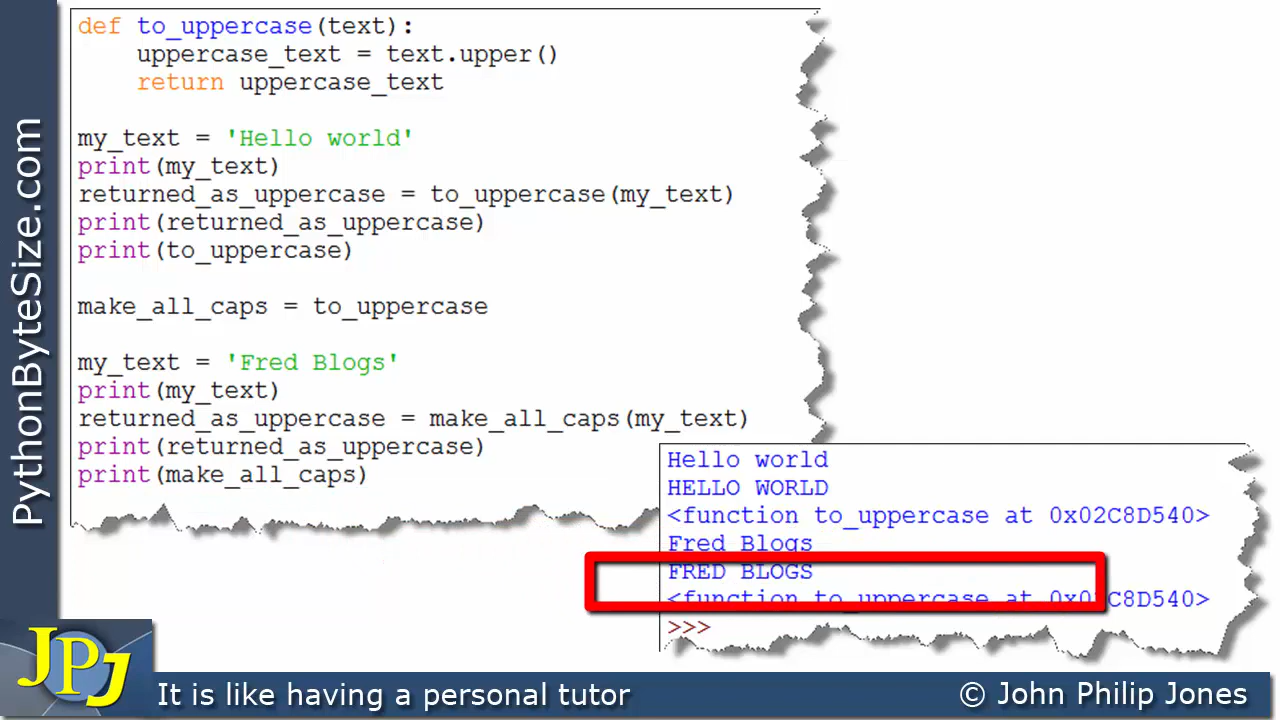 PythonByteSize.com
def to_uppercase(text):
    uppercase_text = text.upper()
    return uppercase_text
my_text = 'Hello world'
print(my_text)
returned_as_uppercase = to_uppercase(my_text)
print(returned_as_uppercase)
print(to_uppercase)
make_all_caps = to_uppercase
my_text = 'Fred Blogs'
print(my_text)
returned_as_uppercase = make_all_caps(my_text)
print(returned_as_uppercase)
print(make_all_caps)
Hello world
HELLO WORLD
<function to_uppercase at 0x02C8D540>
Fred Blogs
FRED BLOGS
<function to_uppercase at 0x02C8D540>
>>>
JPJ
It is like having a personal tutor
© John Philip Jones